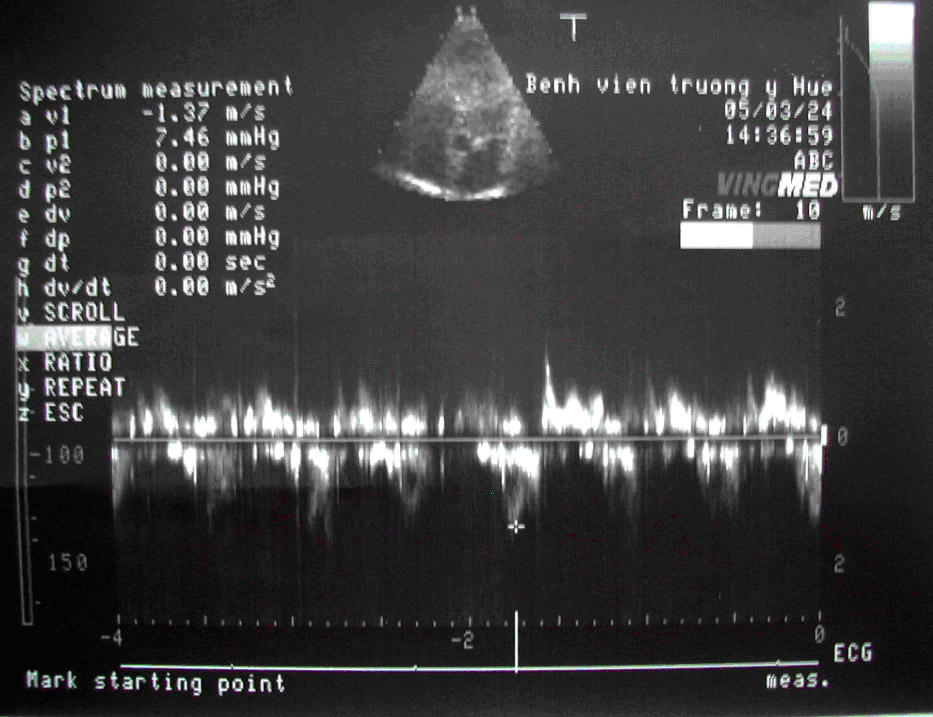 Spectrum measurement
a v1 -1.37 m/s
b p1 7.46 mmHg
c v2 0.00 m/s
d p2 0.00 mmHg
e dv 0.00 m/s
f dp 0.00 mmHg
g dt 0.00 sec
h dv/dt 0.00 m/s²
v SCROLL
w AVERAGE
x RATIO
y REPEAT
z ESC
Benh vien truong y Hue
05/03/24
14:36:59
ABC
VINGMED
Frame: 10
m/s
2
0
2
-100
150
-4
-2
0
ECG
Mark starting point
meas.